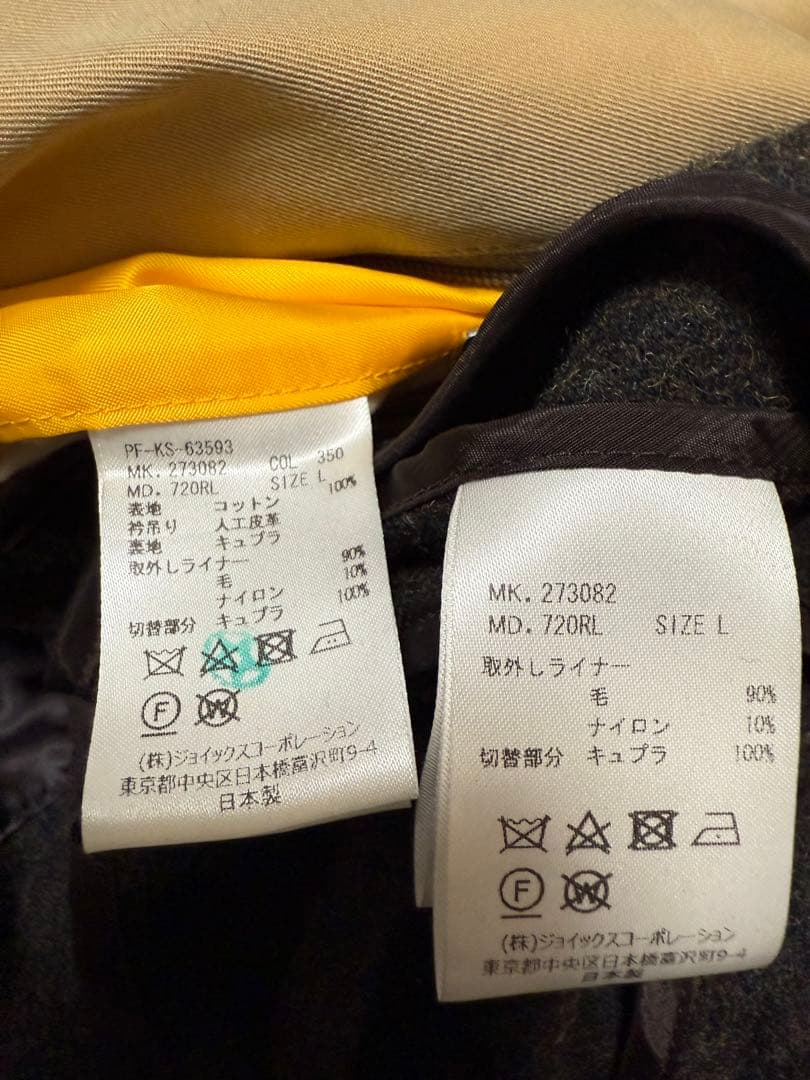 PF-KS-63593
MK. 273082 COL 350
MD. 720RL SIZE L
表地 コットン 100%
衿吊り 人工皮革
裏地 キュプラ
取外しライナー
毛 90%
ナイロン 10%
切替部分 キュプラ 100%
F W
(株)ジョイックスコーポレーション
東京都中央区日本橋富沢町9-4
日本製
MK. 273082
MD. 720RL SIZE L
取外しライナー
毛 90%
ナイロン 10%
切替部分 キュプラ 100%
F W
(株)ジョイックスコーポレーション
東京都中央区日本橋富沢町9-4
日本製